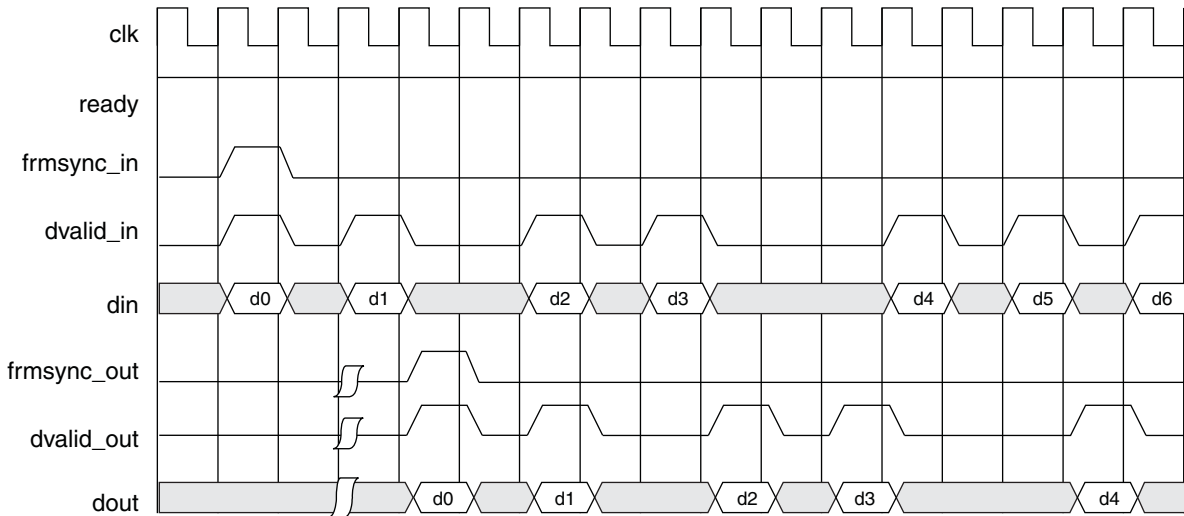 clk
ready
frmsync_in
dvalid_in
din d0 d1 d2 d3 d4 d5 d6
frmsync_out
dvalid_out
dout d0 d1 d2 d3 d4